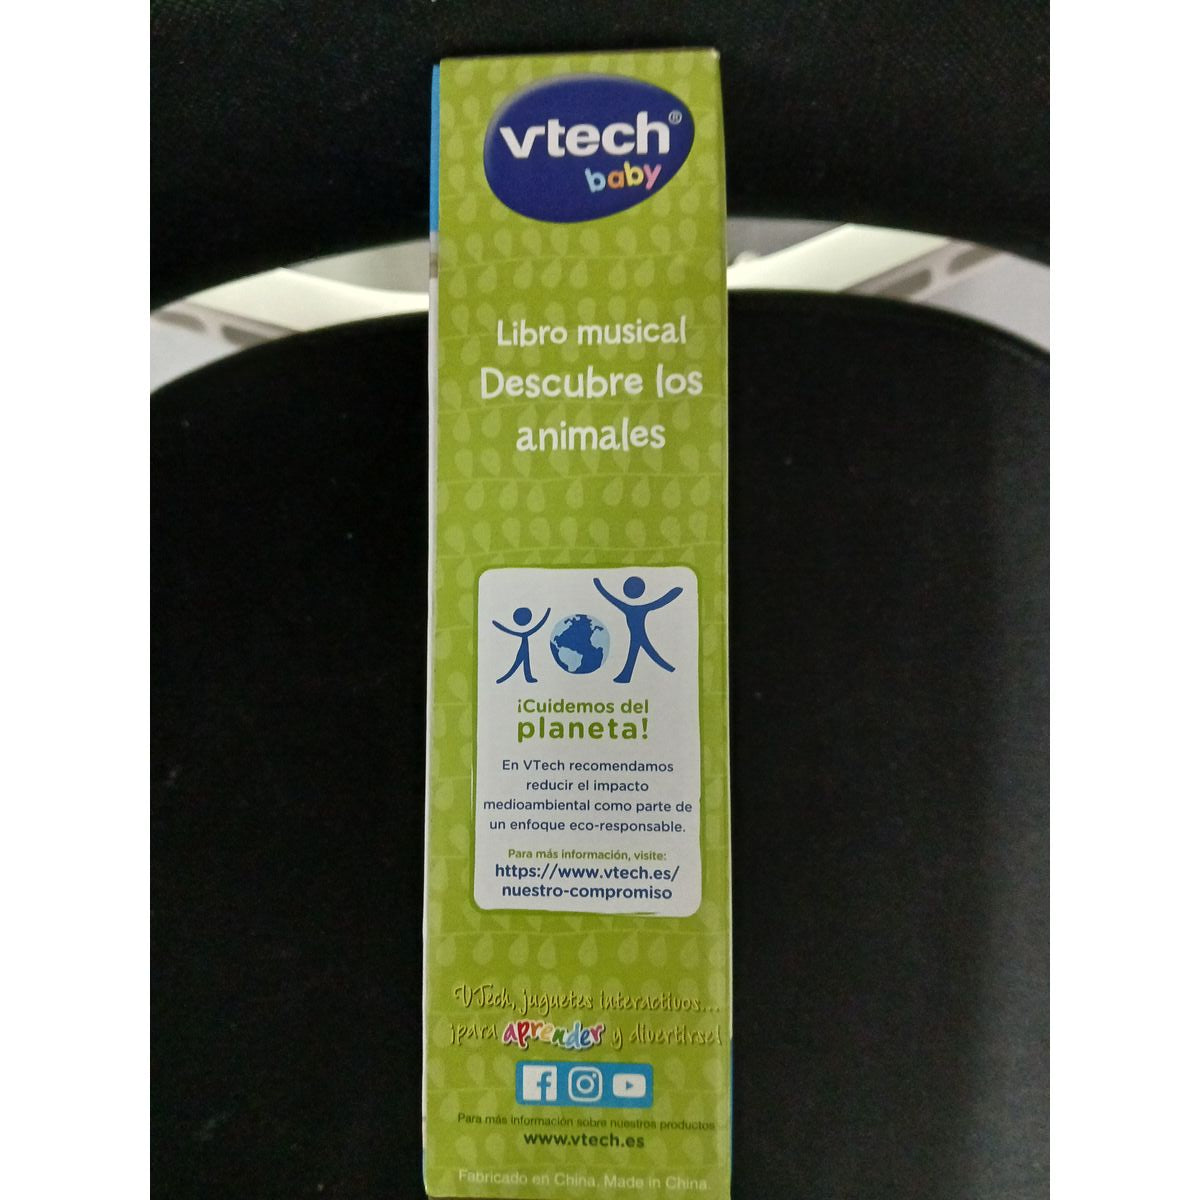 vtech®
baby
Libro musical
Descubre los
animales
¡Cuidemos del
planeta!
En VTech recomendamos
reducir el impacto
medioambiental como parte de
un enfoque eco-responsable.
Para más información, visite:
https://www.vtech.es/
nuestro-compromiso
VTech, juguetes interactivos...
¡para aprender y divertirse!
Para más información sobre nuestros productos
www.vtech.es
Fabricado en China. Made in China.